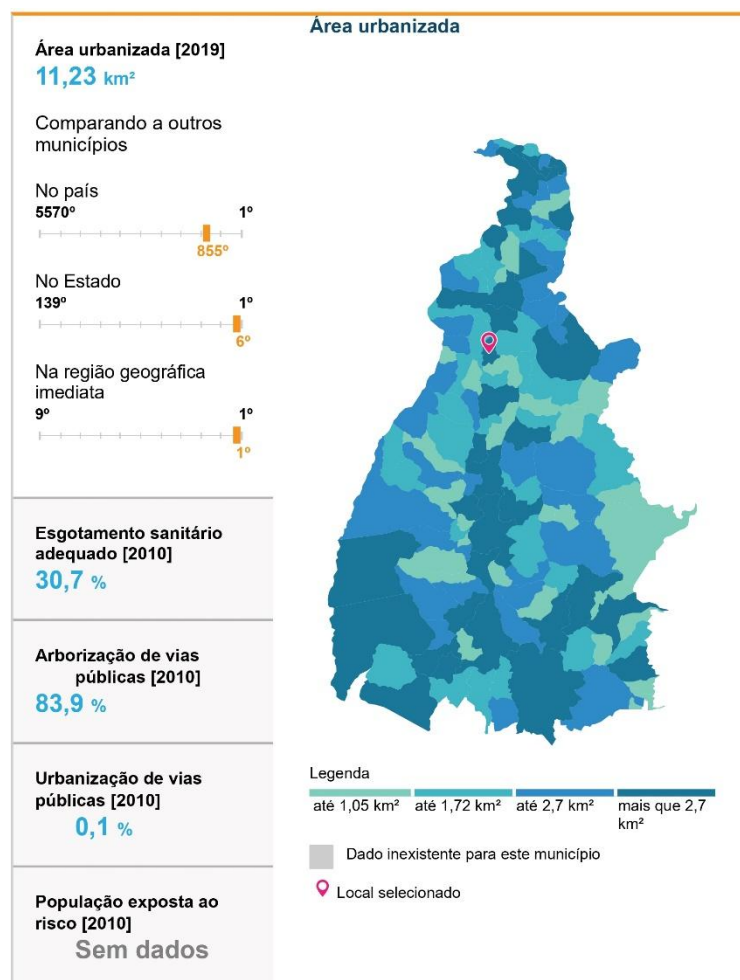 Área urbanizada [2019]
11,23 km²
Comparando a outros
municípios
No país
5570º 1º
855º
No Estado
139º 1º
6º
Na região geográfica
imediata
9º 1º
1º
Esgotamento sanitário
adequado [2010]
30,7 %
Arborização de vias
públicas [2010]
83,9 %
Urbanização de vias
públicas [2010]
0,1 %
População exposta ao
risco [2010]
Sem dados
Área urbanizada
Legenda
até 1,05 km² até 1,72 km² até 2,7 km² mais que 2,7
km²
Dado inexistente para este município
Local selecionado